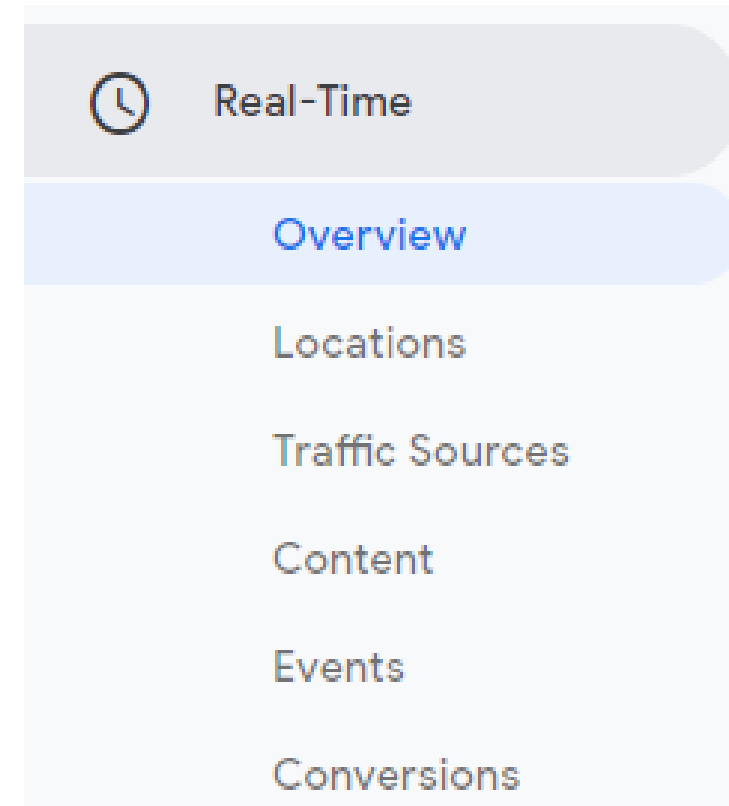 Real-Time
Overview
Locations
Traffic Sources
Content
Events
Conversions